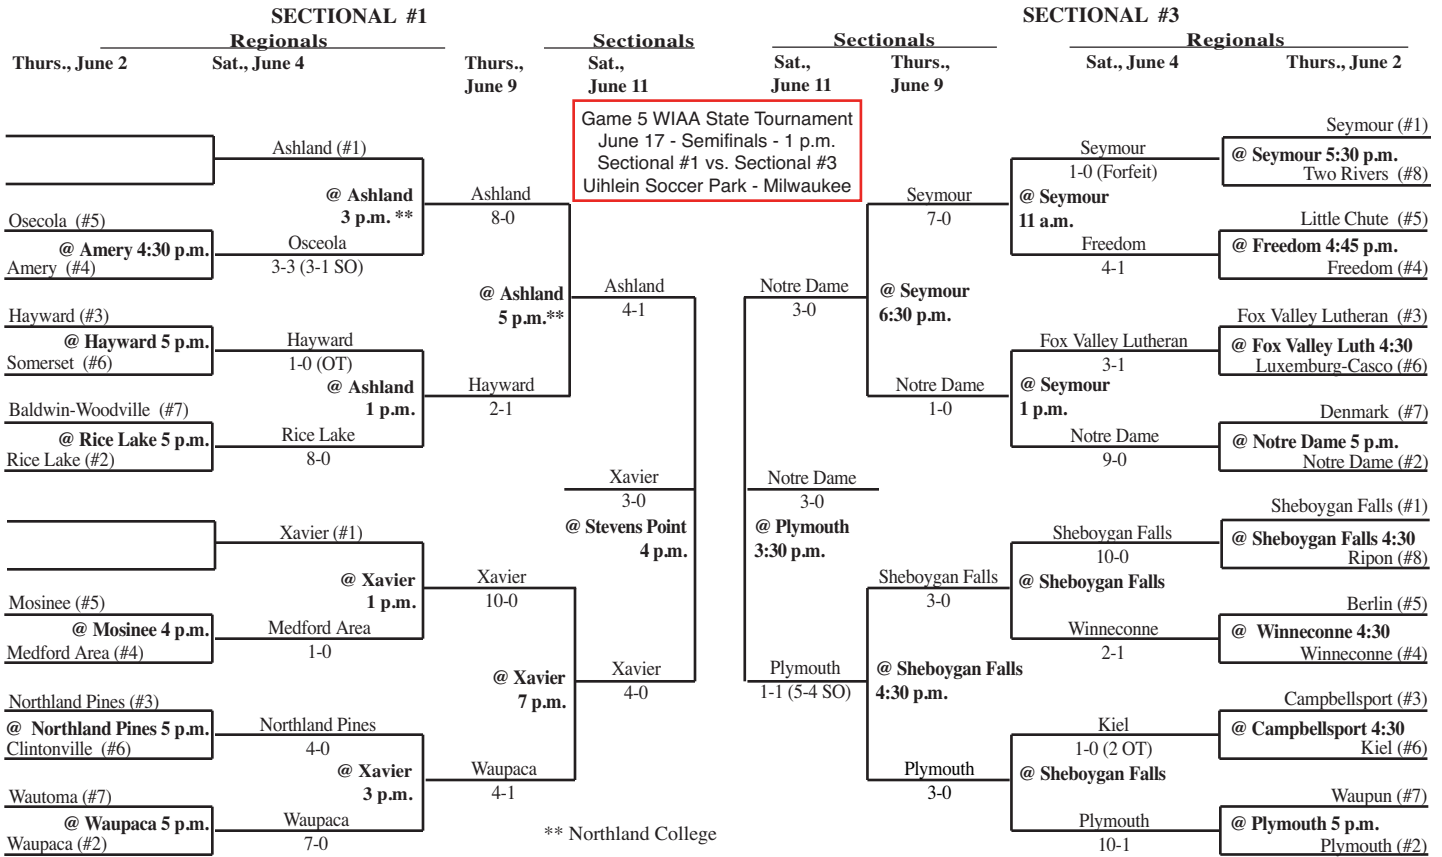 SECTIONAL #1
Regionals
Sectionals
Thurs., June 2
Sat., June 4
Thurs.,
June 9
Sat.,
June 11
Ashland (#1)
@ Ashland
3 p.m. **
Osecola (#5)
@ Amery 4:30 p.m.
Amery (#4)
Osceola
3-3 (3-1 SO)
Ashland
8-0
@ Ashland
5 p.m.**
Hayward (#3)
@ Hayward 5 p.m.
Somerset (#6)
Hayward
1-0 (OT)
@ Ashland
1 p.m.
Baldwin-Woodville (#7)
@ Rice Lake 5 p.m.
Rice Lake (#2)
Rice Lake
8-0
Hayward
2-1
Ashland
4-1
Xavier
3-0
@ Stevens Point
4 p.m.
Xavier (#1)
@ Xavier
1 p.m.
Mosinee (#5)
@ Mosinee 4 p.m.
Medford Area (#4)
Medford Area
1-0
Xavier
10-0
@ Xavier
7 p.m.
Xavier
4-0
Northland Pines (#3)
@ Northland Pines 5 p.m.
Clintonville (#6)
Northland Pines
4-0
@ Xavier
3 p.m.
Wautoma (#7)
@ Waupaca 5 p.m.
Waupaca (#2)
Waupaca
7-0
Waupaca
4-1
** Northland College
Game 5 WIAA State Tournament
June 17 - Semifinals - 1 p.m.
Sectional #1 vs. Sectional #3
Uihlein Soccer Park - Milwaukee
SECTIONAL #3
Sectionals
Regionals
Sat.,
June 11
Thurs.,
June 9
Sat., June 4
Thurs., June 2
Seymour (#1)
@ Seymour 5:30 p.m.
Two Rivers (#8)
Seymour
1-0 (Forfeit)
@ Seymour
11 a.m.
Little Chute (#5)
@ Freedom 4:45 p.m.
Freedom (#4)
Freedom
4-1
Seymour
7-0
@ Seymour
6:30 p.m.
Notre Dame
3-0
Fox Valley Lutheran (#3)
@ Fox Valley Luth 4:30
Luxemburg-Casco (#6)
Fox Valley Lutheran
3-1
@ Seymour
1 p.m.
Denmark (#7)
@ Notre Dame 5 p.m.
Notre Dame (#2)
Notre Dame
9-0
Notre Dame
1-0
Notre Dame
3-0
@ Plymouth
3:30 p.m.
Sheboygan Falls (#1)
@ Sheboygan Falls 4:30
Ripon (#8)
Sheboygan Falls
10-0
@ Sheboygan Falls
Berlin (#5)
@ Winneconne 4:30
Winneconne (#4)
Winneconne
2-1
Sheboygan Falls
3-0
@ Sheboygan Falls
4:30 p.m.
Plymouth
1-1 (5-4 SO)
Campbellsport (#3)
@ Campbellsport 4:30
Kiel (#6)
Kiel
1-0 (2 OT)
@ Sheboygan Falls
Waupun (#7)
@ Plymouth 5 p.m.
Plymouth (#2)
Plymouth
10-1
Plymouth
3-0